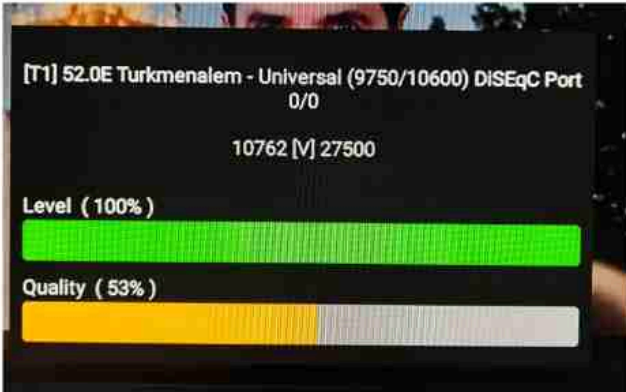 [T1] 52.0E Turkmenalem - Universal (9750/10600) DiSEqC Port
0/0
10762 [V] 27500
Level ( 100% )
Quality ( 53% )